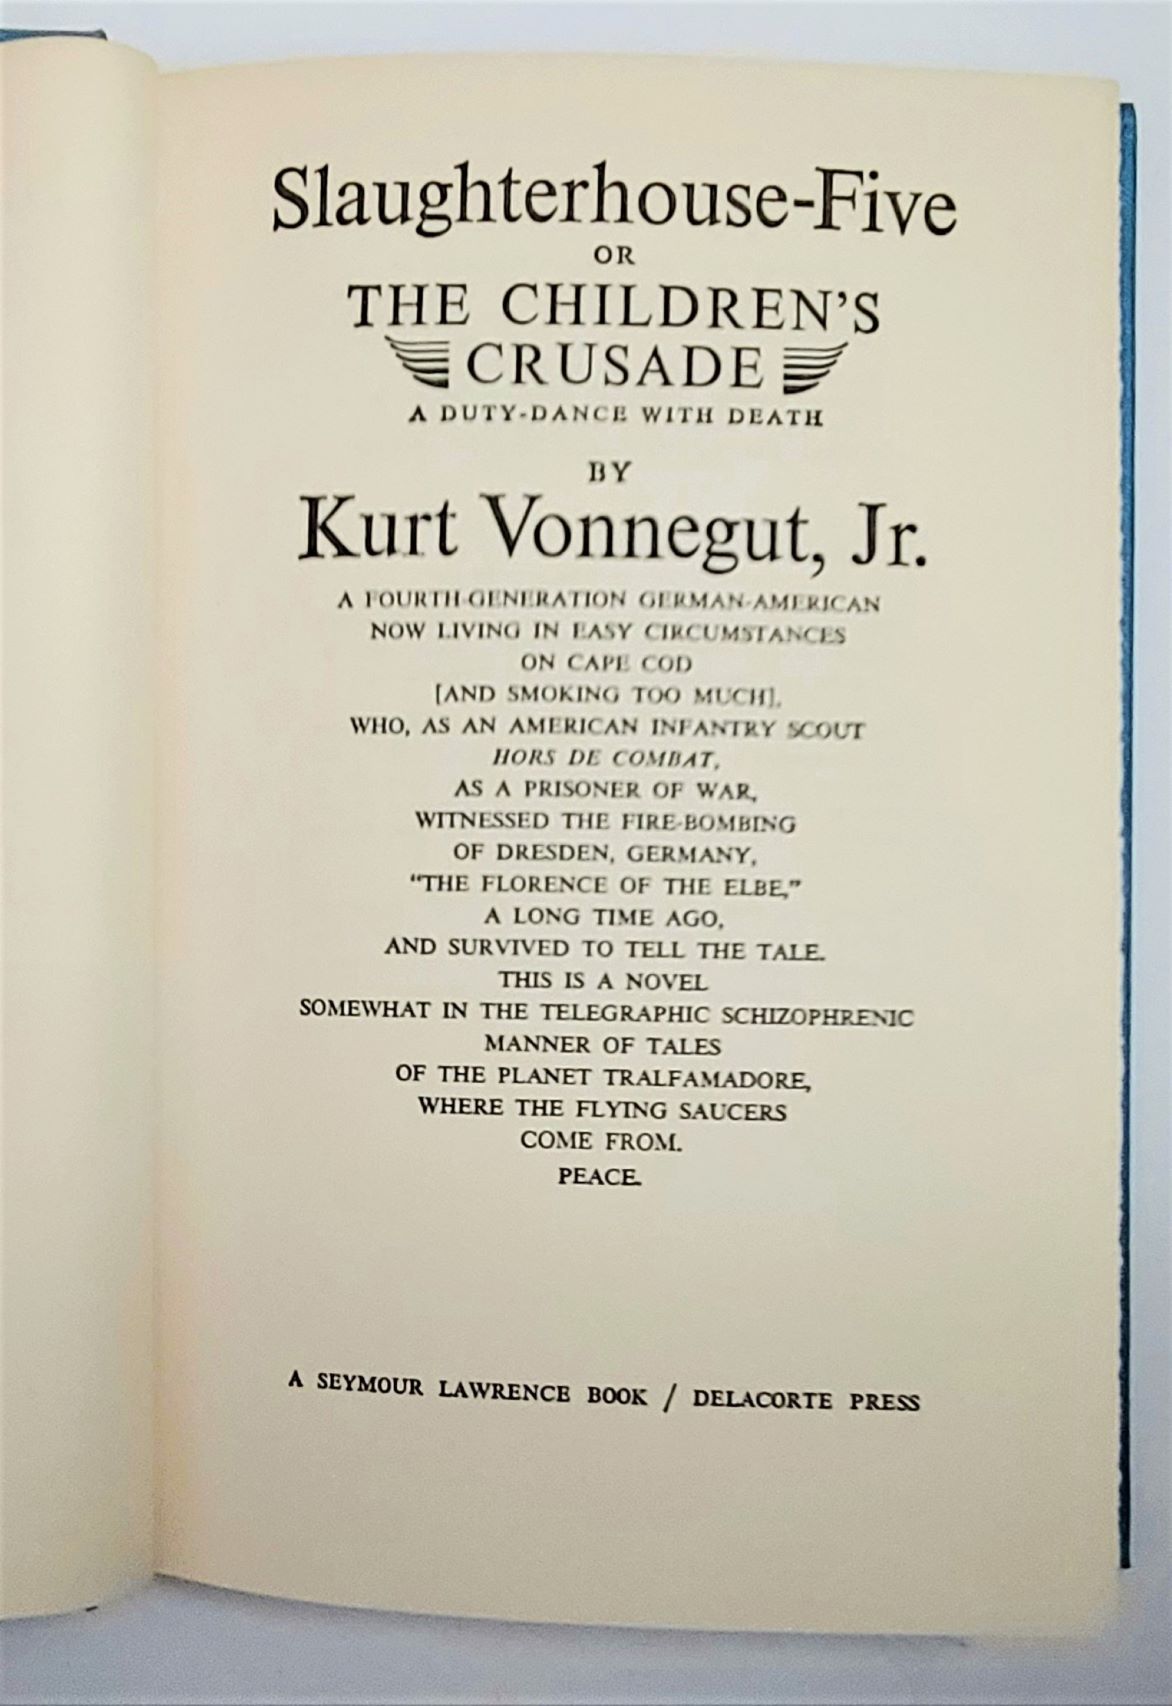 Slaughterhouse-Five
OR
THE CHILDREN'S
CRUSADE
A DUTY-DANCE WITH DEATH
BY
Kurt Vonnegut, Jr.
A FOURTH-GENERATION GERMAN-AMERICAN
NOW LIVING IN EASY CIRCUMSTANCES
ON CAPE COD
[AND SMOKING TOO MUCH],
WHO, AS AN AMERICAN INFANTRY SCOUT
HORS DE COMBAT,
AS A PRISONER OF WAR,
WITNESSED THE FIRE-BOMBING
OF DRESDEN, GERMANY,
“THE FLORENCE OF THE ELBE,”
A LONG TIME AGO,
AND SURVIVED TO TELL THE TALE.
THIS IS A NOVEL
SOMEWHAT IN THE TELEGRAPHIC SCHIZOPHRENIC
MANNER OF TALES
OF THE PLANET TRALFAMADORE,
WHERE THE FLYING SAUCERS
COME FROM.
PEACE.
A SEYMOUR LAWRENCE BOOK / DELACORTE PRESS